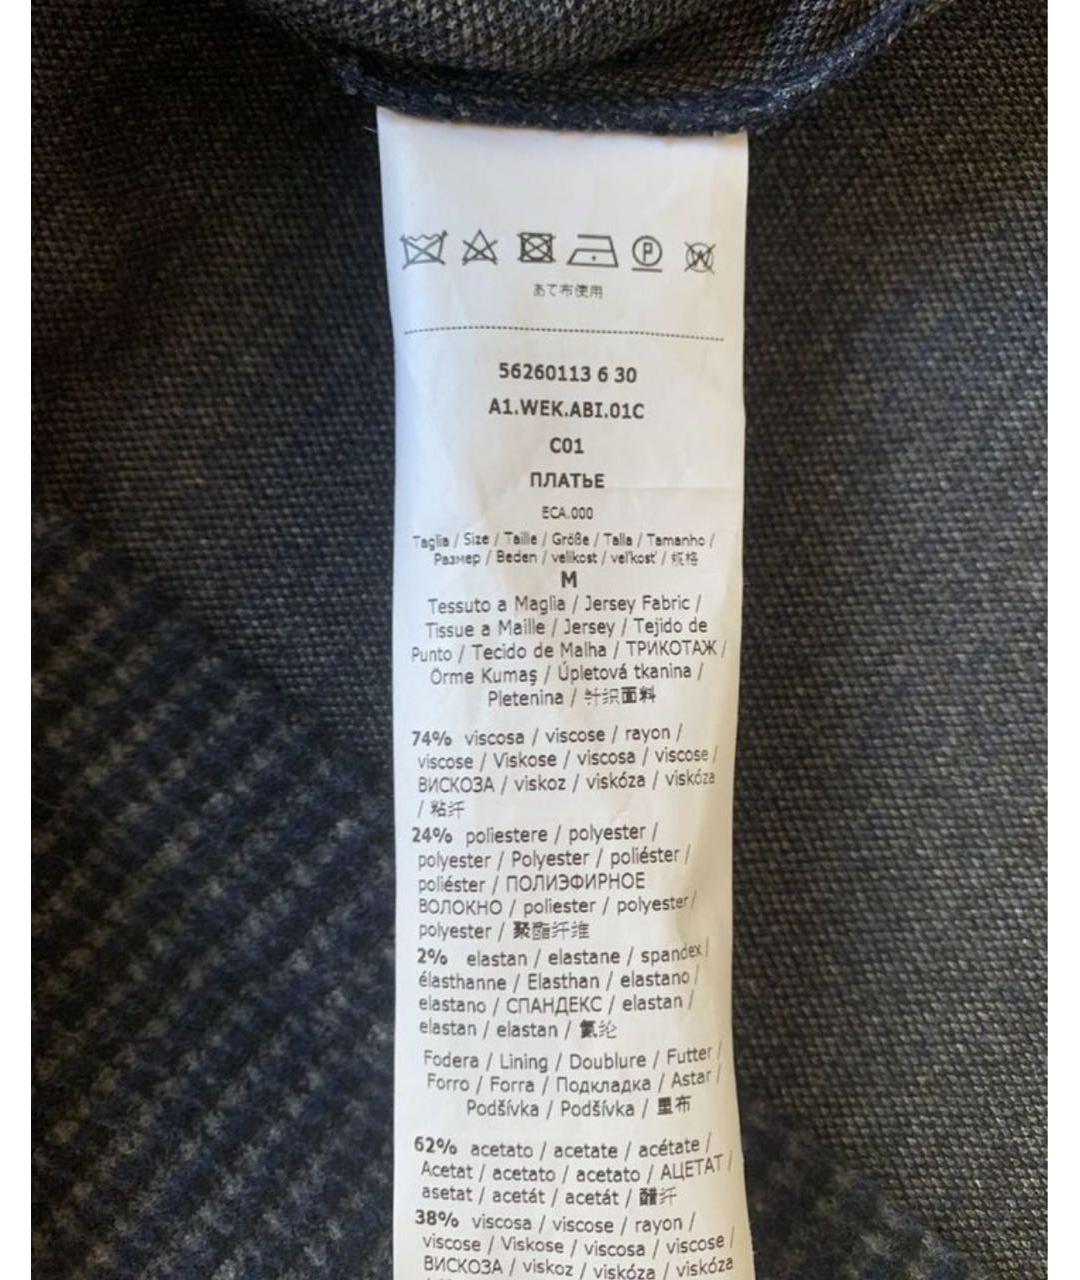 P W
あて布使用
56260113 6 30
A1.WEK.ABI.01C
C01
ПЛАТЬЕ
ECA.000
Taglia / Size / Taille / Größe / Talla / Tamanho /
Размер / Beden / velikost / veľkosť / 规格
M
Tessuto a Maglia / Jersey Fabric /
Tissue a Maille / Jersey / Tejido de
Punto / Tecido de Malha / ТРИКОТАЖ /
Örme Kumaş / Úpletová tkanina /
Pletenina / 针织面料
74% viscosa / viscose / rayon /
viscose / Viskose / viscosa / viscose /
ВИСКОЗА / viskoz / viskóza / viskóza
/ 粘纤
24% poliestere / polyester /
polyester / Polyester / poliéster /
poliéster / ПОЛИЭФИРНОЕ
ВОЛОКНО / poliester / polyester /
polyester / 聚酯纤维
2% elastan / elastane / spandex /
élasthanne / Elasthan / elastano /
elastano / СПАНДЕКС / elastan /
elastan / elastan / 氨纶
Fodera / Lining / Doublure / Futter /
Forro / Forra / Подкладка / Astar /
Podšívka / Podšívka / 里布
62% acetato / acetate / acétate /
Acetat / acetato / acetato / АЦЕТАТ /
asetat / acetát / acetát / 醋纤
38% viscosa / viscose / rayon /
viscose / Viskose / viscosa / viscose /
ВИСКОЗА / viskoz / viskóza / viskóza